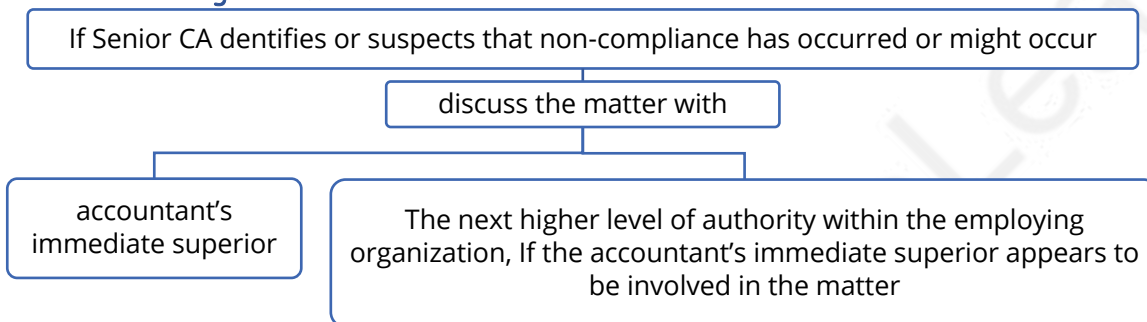 If Senior CA dentifies or suspects that non-compliance has occurred or might occur
discuss the matter with
accountant's
immediate superior
The next higher level of authority within the employing
organization, If the accountant's immediate superior appears to
be involved in the matter